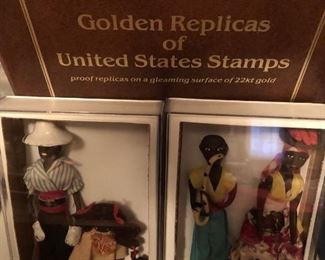 Golden Replicas
of
United States Stamps
proof replicas on a gleaming surface of 22kt gold